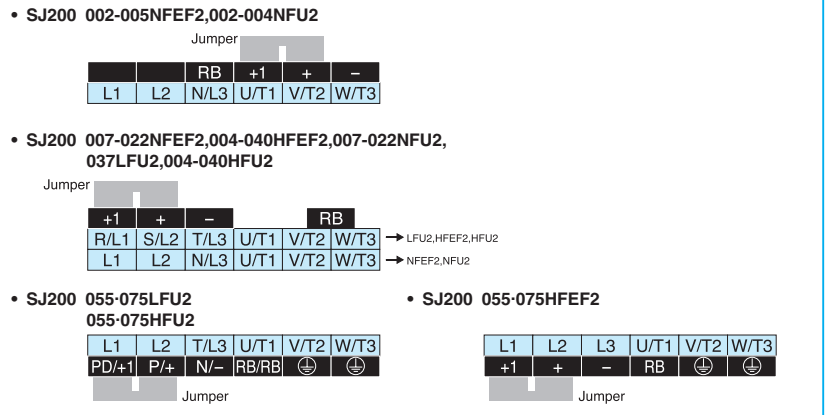 • SJ200 002-005NFEF2,002-004NFU2
Jumper
RB +1 + −
L1 L2 N/L3 U/T1 V/T2 W/T3
• SJ200 007-022NFEF2,004-040HFEF2,007-022NFU2,
037LFU2,004-040HFU2
Jumper
+1 + − RB
R/L1 S/L2 T/L3 U/T1 V/T2 W/T3 → LFU2,HFEF2,HFU2
L1 L2 N/L3 U/T1 V/T2 W/T3 → NFEF2,NFU2
• SJ200 055·075LFU2
055·075HFU2
L1 L2 T/L3 U/T1 V/T2 W/T3
PD/+1 P/+ N/− RB/RB ⏚ ⏚
Jumper
• SJ200 055·075HFEF2
L1 L2 L3 U/T1 V/T2 W/T3
+1 + − RB ⏚ ⏚
Jumper